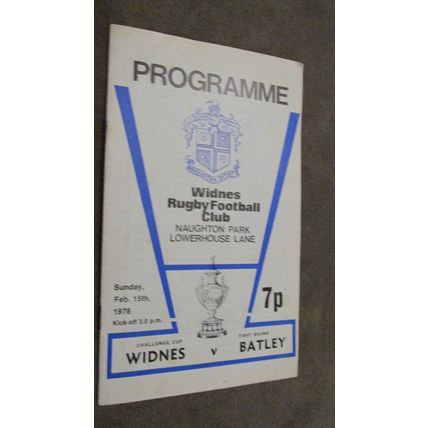 PROGRAMME
Widnes
Rugby Football
Club
NAUGHTON PARK
LOWERHOUSE LANE
Sunday,
Feb. 15th,
1976
Kick-off 3.0 p.m.
7p
CHALLENGE CUP
FIRST ROUND
WIDNES v BATLEY